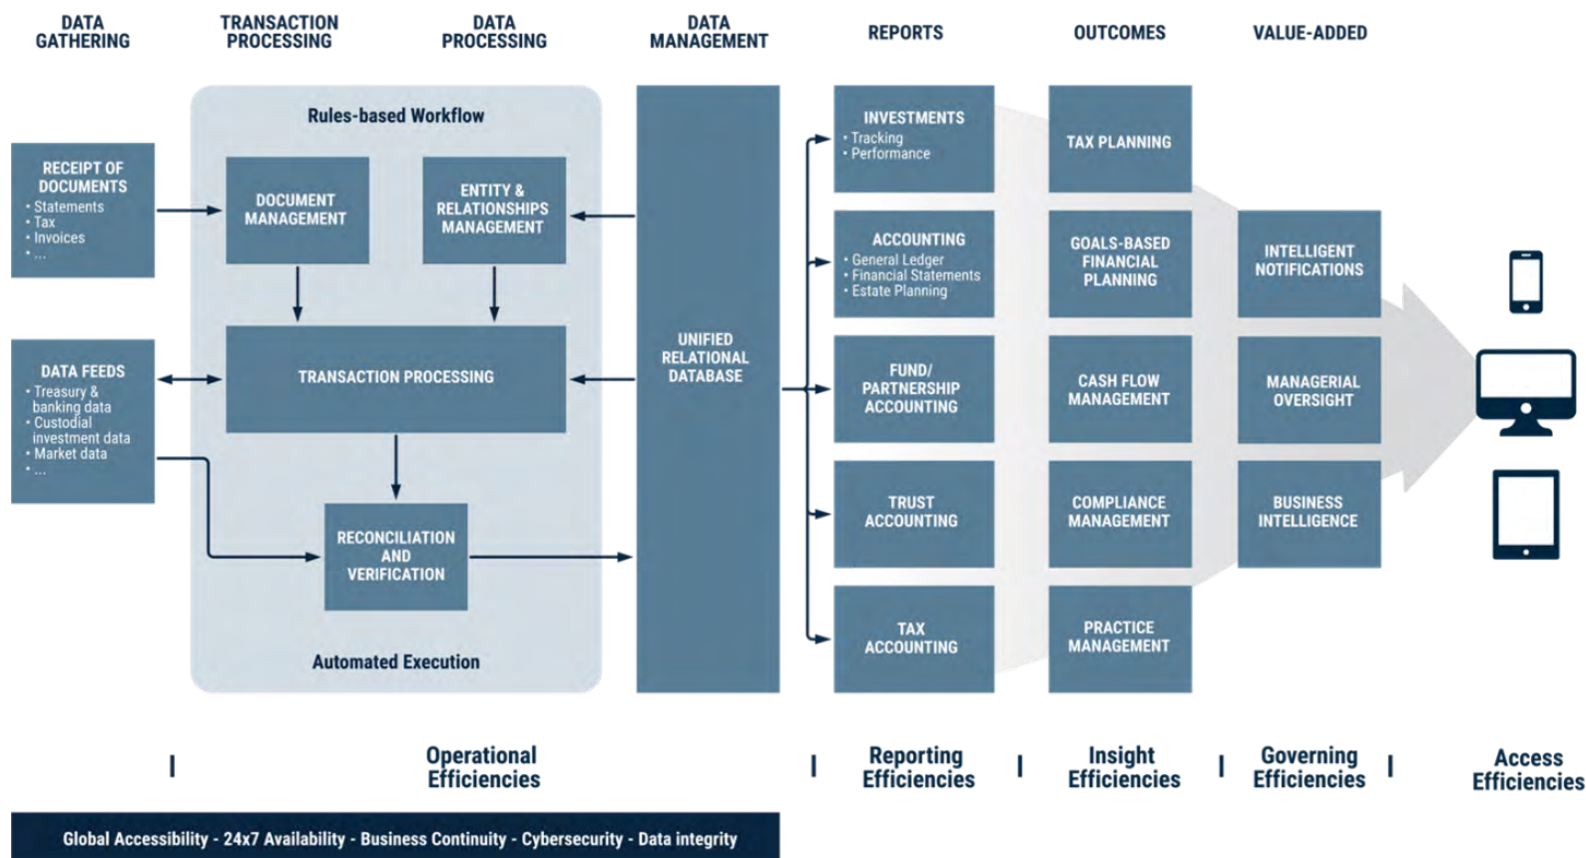 DATA
GATHERING
TRANSACTION
PROCESSING
DATA
PROCESSING
DATA
MANAGEMENT
REPORTS
OUTCOMES
VALUE-ADDED
Rules-based Workflow
RECEIPT OF
DOCUMENTS
• Statements
• Tax
• Invoices
• ...
DOCUMENT
MANAGEMENT
ENTITY &
RELATIONSHIPS
MANAGEMENT
DATA FEEDS
• Treasury &
banking data
• Custodial
investment data
• Market data
• ...
TRANSACTION PROCESSING
RECONCILIATION
AND
VERIFICATION
Automated Execution
UNIFIED
RELATIONAL
DATABASE
INVESTMENTS
• Tracking
• Performance
ACCOUNTING
• General Ledger
• Financial Statements
• Estate Planning
FUND/
PARTNERSHIP
ACCOUNTING
TRUST
ACCOUNTING
TAX
ACCOUNTING
TAX PLANNING
GOALS-BASED
FINANCIAL
PLANNING
CASH FLOW
MANAGEMENT
COMPLIANCE
MANAGEMENT
PRACTICE
MANAGEMENT
INTELLIGENT
NOTIFICATIONS
MANAGERIAL
OVERSIGHT
BUSINESS
INTELLIGENCE
Operational
Efficiencies
Reporting
Efficiencies
Insight
Efficiencies
Governing
Efficiencies
Access
Efficiencies
Global Accessibility - 24x7 Availability - Business Continuity - Cybersecurity - Data integrity